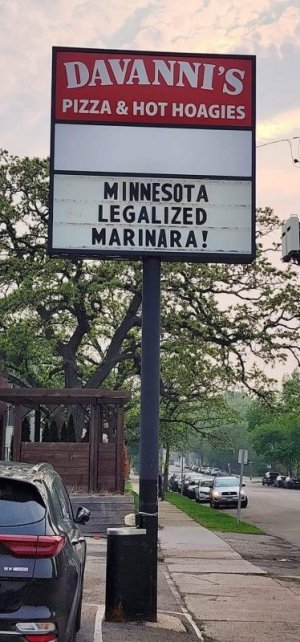 DAVANNI'S
PIZZA & HOT HOAGIES
MINNESOTA
LEGALIZED
MARINARA!